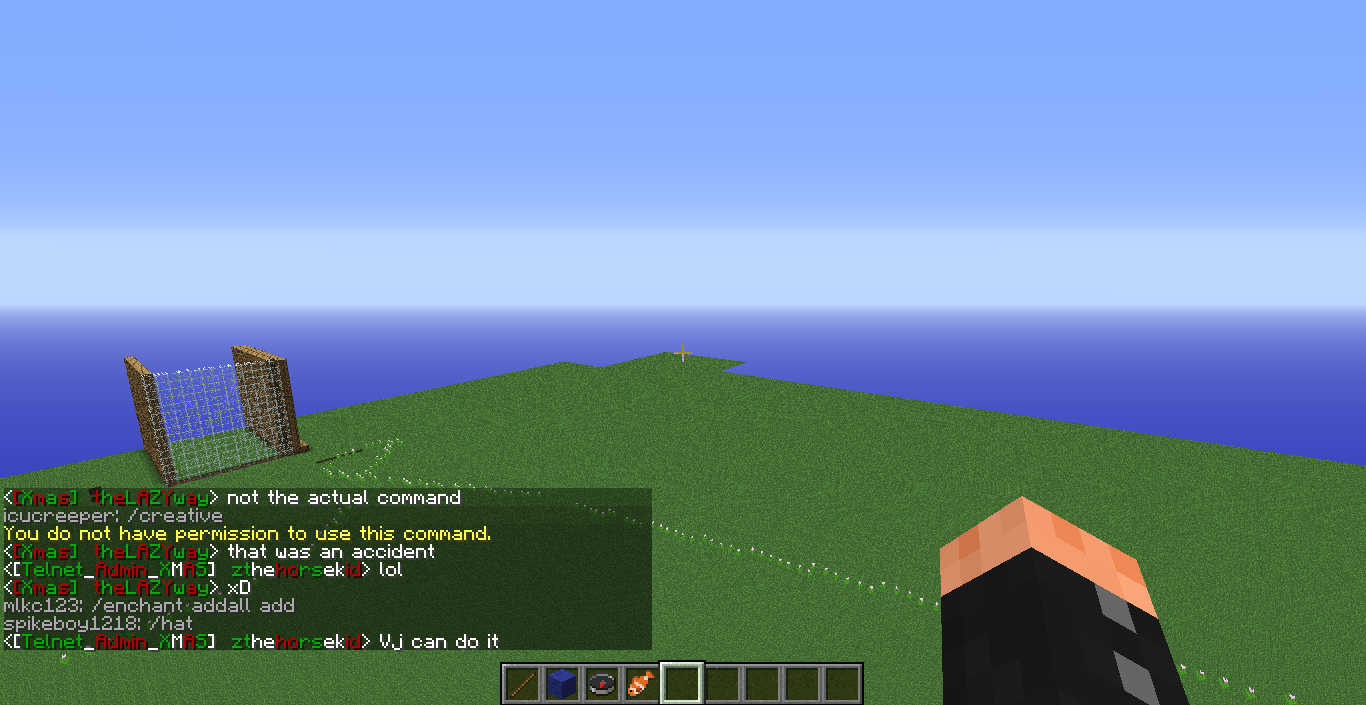 <[Xmas] theLAZYway> not the actual command
icucreeper: /creative
You do not have permission to use this command.
<[Xmas] theLAZYway> that was an accident
<[Telnet_Admin_XMAS] zthehorsekid> lol
<[Xmas] theLAZYway> xD
mlkc123: /enchant addall add
spikeboy1218: /hat
<[Telnet_Admin_XMAS] zthehorsekid> Vj can do it